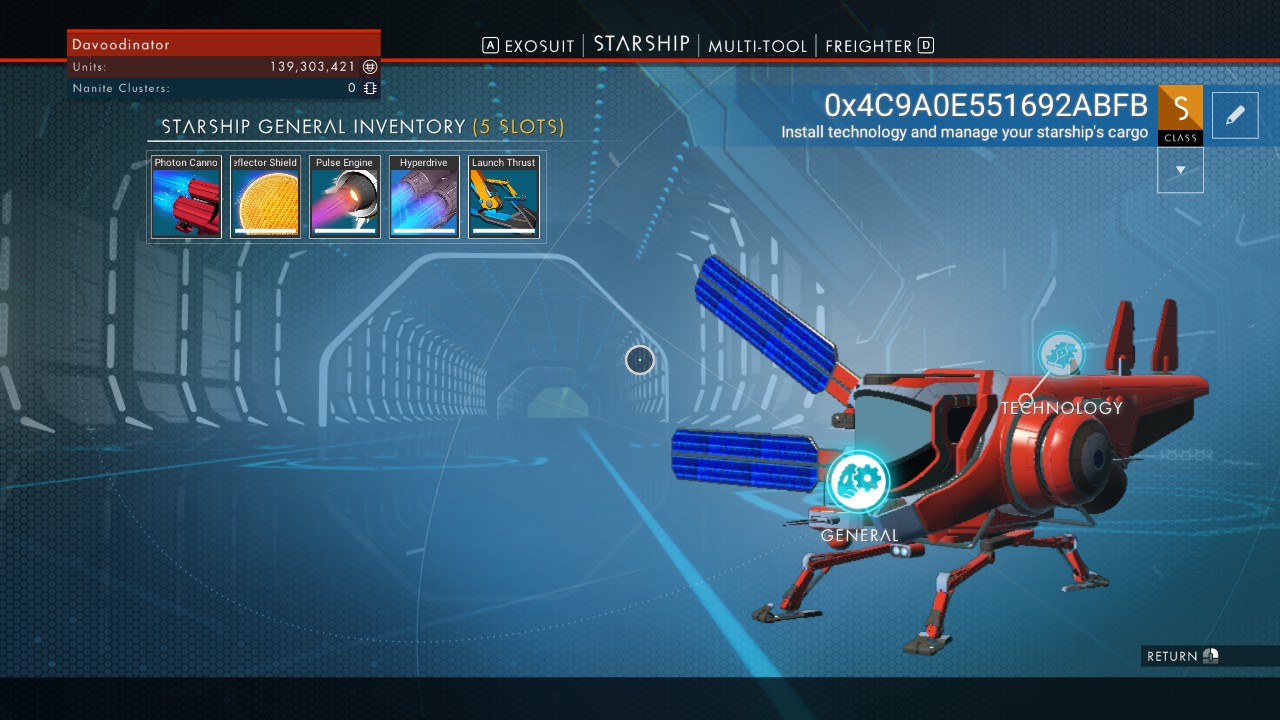 Davoodinator
Units: 139,303,421
Nanite Clusters: 0
A EXOSUIT STARSHIP MULTI-TOOL FREIGHTER D
0x4C9A0E551692ABFB
Install technology and manage your starship's cargo
S
CLASS
STARSHIP GENERAL INVENTORY (5 SLOTS)
Photon Canno eflector Shield Pulse Engine Hyperdrive Launch Thrust
TECHNOLOGY
GENERAL
RETURN